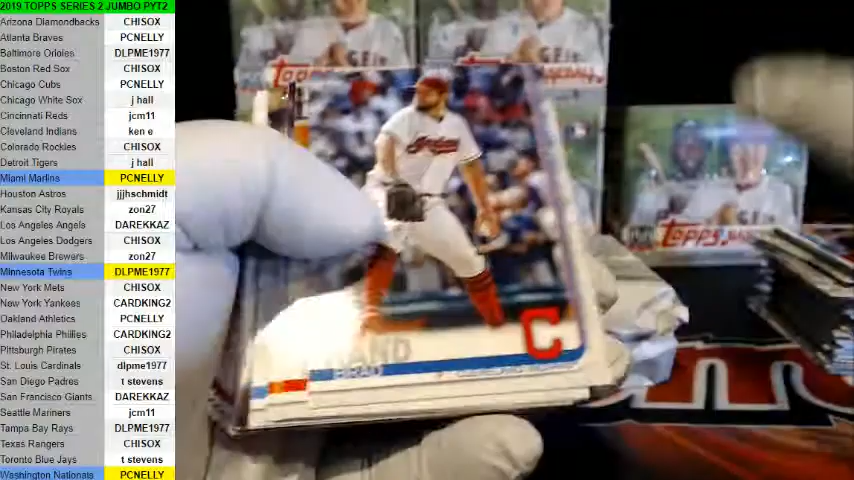 2019 TOPPS SERIES 2 JUMBO PYT2
Arizona Diamondbacks CHISOX
Atlanta Braves PCNELLY
Baltimore Orioles DLPME1977
Boston Red Sox CHISOX
Chicago Cubs PCNELLY
Chicago White Sox j hall
Cincinnati Reds jcm11
Cleveland Indians ken e
Colorado Rockies CHISOX
Detroit Tigers j hall
Miami Marlins PCNELLY
Houston Astros jjjhschmidt
Kansas City Royals zon27
Los Angeles Angels DAREKKAZ
Los Angeles Dodgers CHISOX
Milwaukee Brewers zon27
Minnesota Twins DLPME1977
New York Mets CHISOX
New York Yankees CARDKING2
Oakland Athletics PCNELLY
Philadelphia Phillies CARDKING2
Pittsburgh Pirates CHISOX
St. Louis Cardinals dlpme1977
San Diego Padres t stevens
San Francisco Giants DAREKKAZ
Seattle Mariners jcm11
Tampa Bay Rays DLPME1977
Texas Rangers CHISOX
Toronto Blue Jays t stevens
Washington Nationals PCNELLY
Topps
Indians
C
HAND
BRAD
Topps